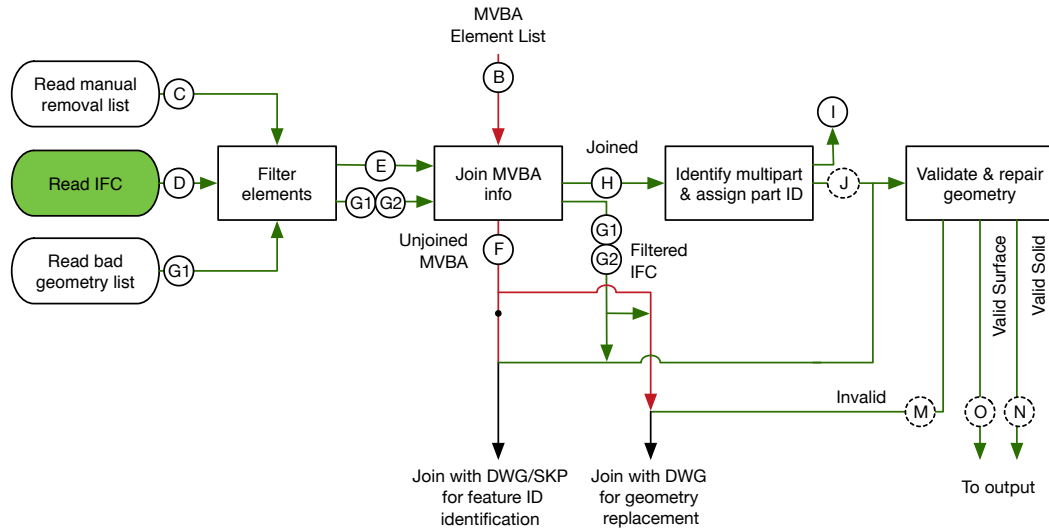 MVBA
Element List
B
Read manual
removal list
C
I
Joined
Read IFC
D
Filter
elements
E
G1 G2
Join MVBA
info
H
Identify multipart
& assign part ID
J
Validate & repair
geometry
G1
G2
Unjoined
MVBA
F
Filtered
IFC
Read bad
geometry list
G1
Valid Surface
Valid Solid
Invalid
M
O
N
Join with DWG/SKP
for feature ID
identification
Join with DWG
for geometry
replacement
To output